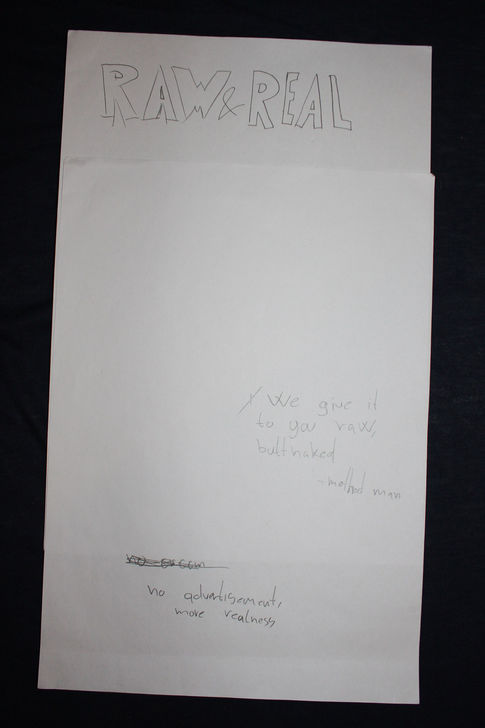 RAW & REAL
We give it
to you raw,
butt naked
- method man
no advertisement,
more realness